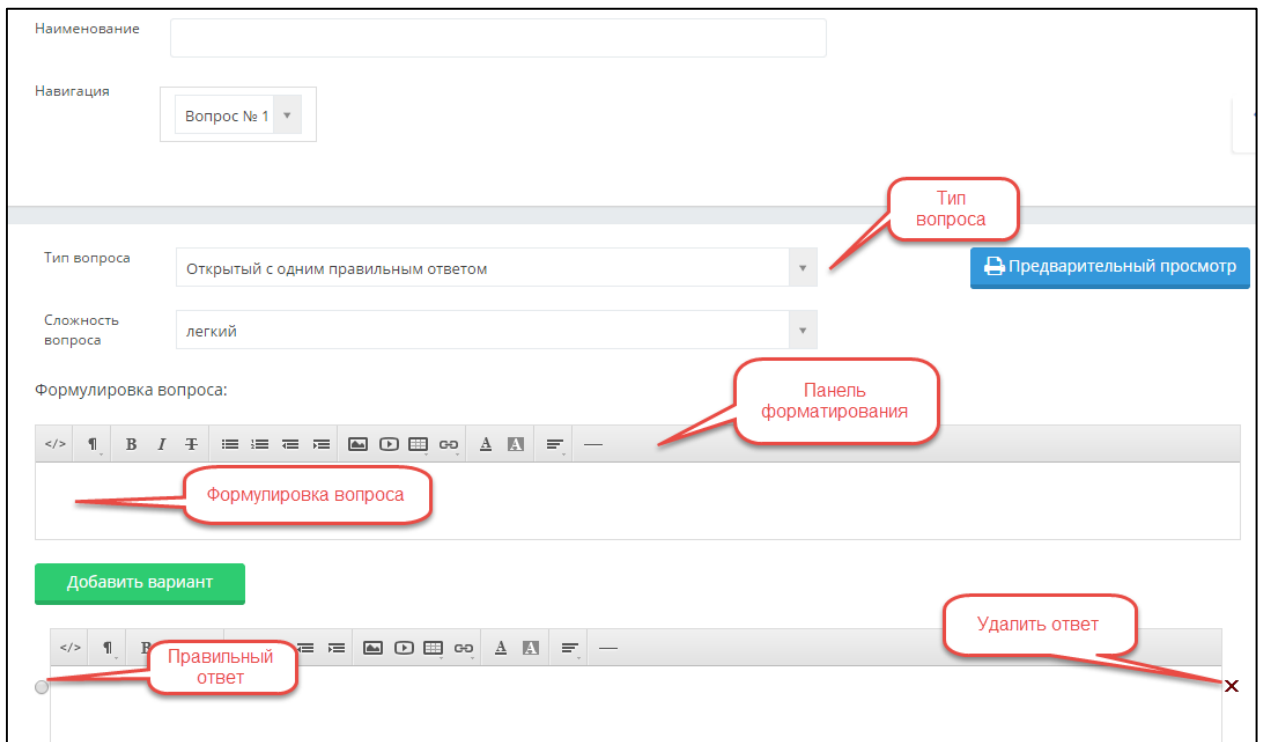 Наименование
Навигация
Вопрос № 1
Тип
вопроса
Тип вопроса
Открытый с одним правильным ответом
Предварительный просмотр
Сложность
вопроса
легкий
Формулировка вопроса:
Панель
форматирования
</> ¶ B I T A A
Формулировка вопроса
Добавить вариант
Удалить ответ
</> ¶ B A A
Правильный
ответ